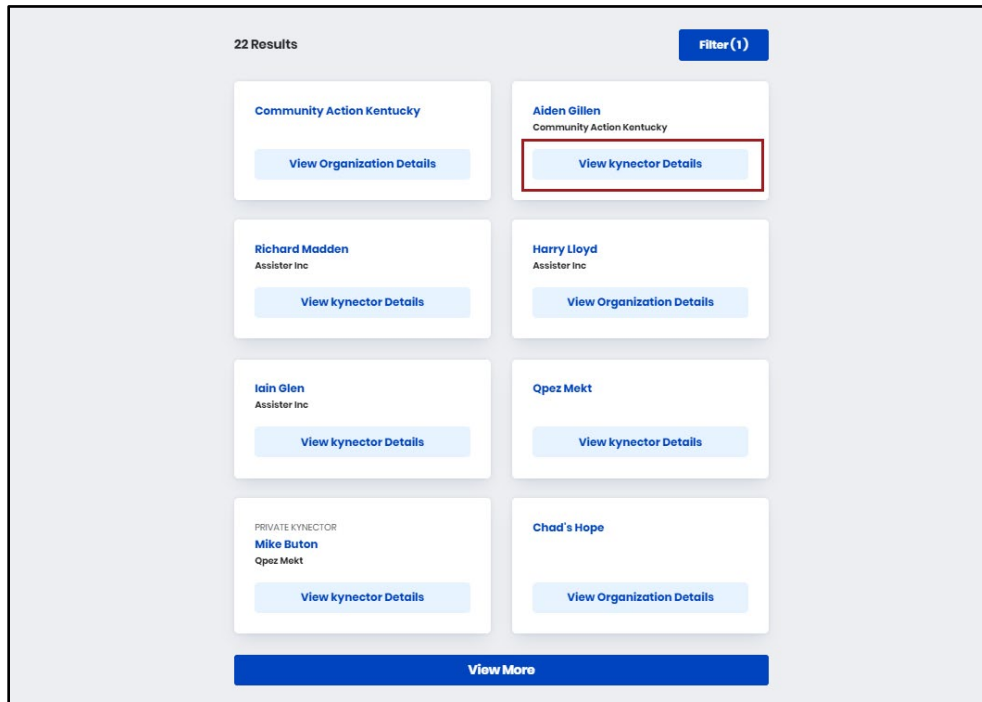 22 Results
Filter (1)
Community Action Kentucky
View Organization Details
Aiden Gillen
Community Action Kentucky
View kynector Details
Richard Madden
Assister Inc
View kynector Details
Harry Lloyd
Assister Inc
View Organization Details
Iain Glen
Assister Inc
View kynector Details
Qpez Mekt
View kynector Details
PRIVATE KYNECTOR
Mike Buton
Qpez Mekt
View kynector Details
Chad's Hope
View Organization Details
View More